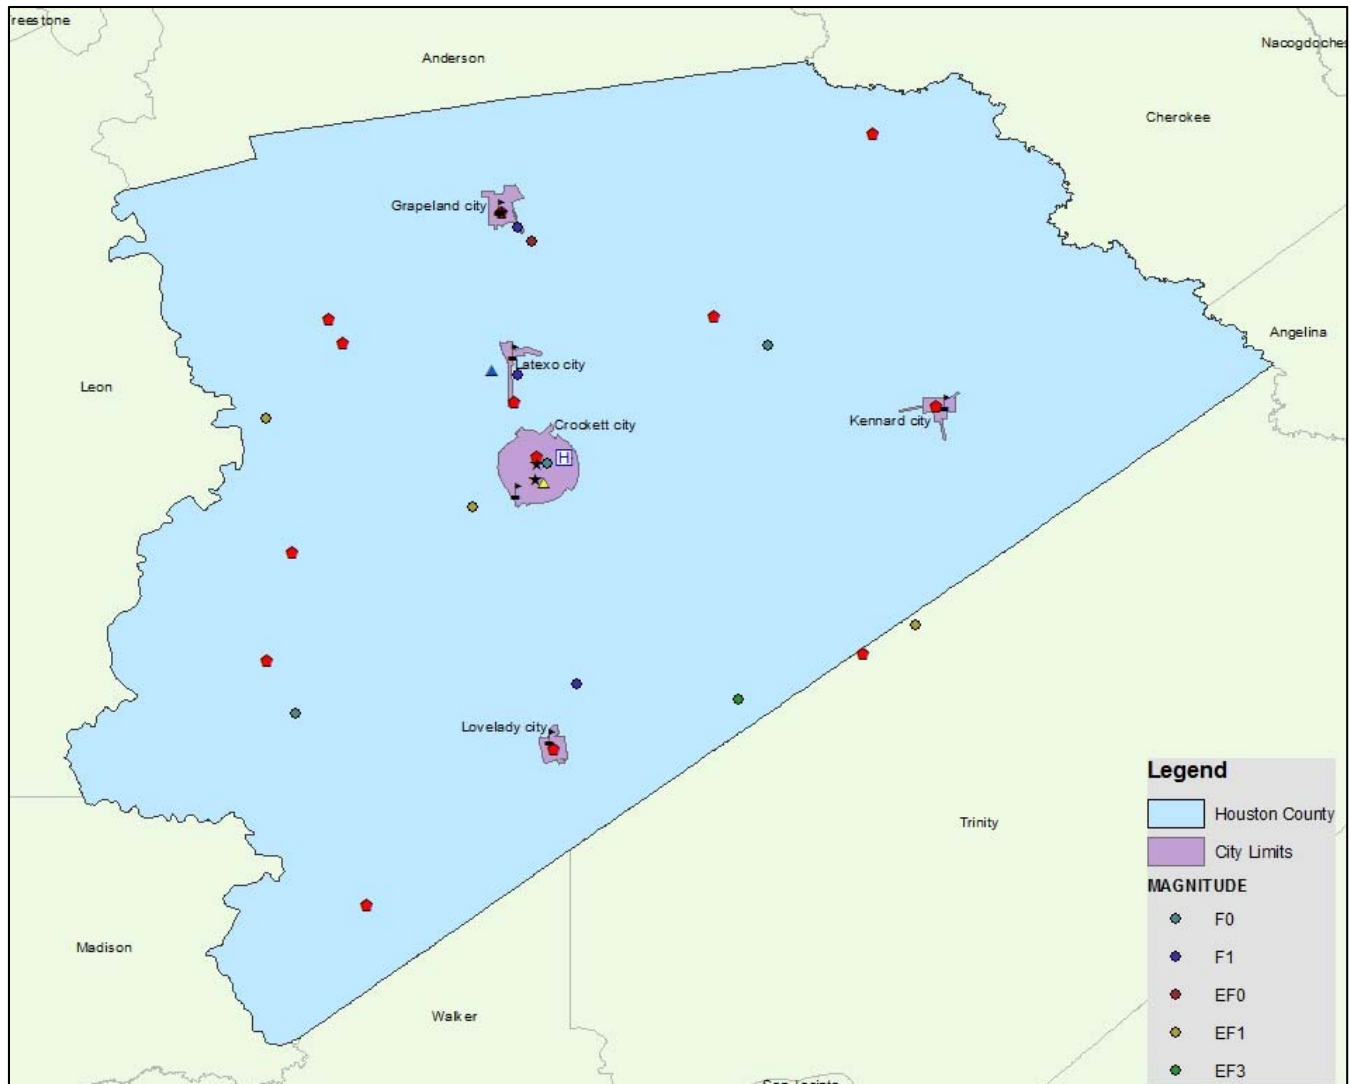 reestone
Anderson
Nacogdoches
Cherokee
Grapeland city
Angelina
Latexo city
Leon
Crockett city
Kennard city
H
Lovelady city
Trinity
Madison
Walker
Legend
Houston County
City Limits
MAGNITUDE
F0
F1
EF0
EF1
EF3